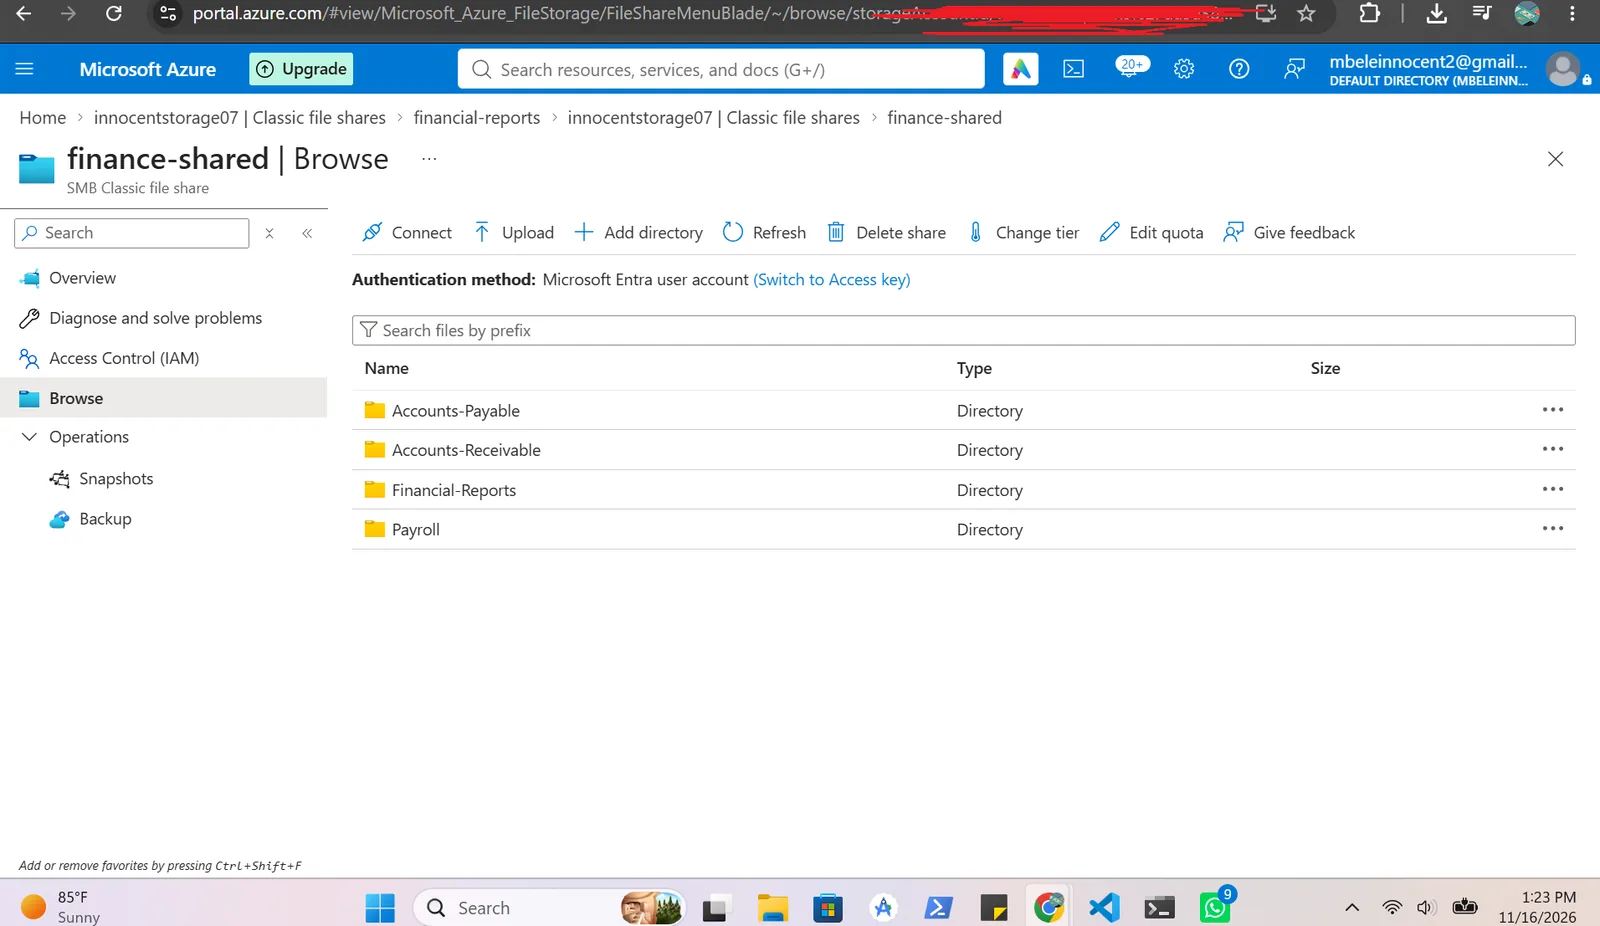 portal.azure.com/#view/Microsoft_Azure_FileStorage/FileShareMenuBlade/~/browse/storageAc
Microsoft Azure
Upgrade
Search resources, services, and docs (G+/)
20+
mbeleinnocent2@gmail...
DEFAULT DIRECTORY (MBELEINN...
Home > innocentstorage07 | Classic file shares > financial-reports > innocentstorage07 | Classic file shares > finance-shared
finance-shared | Browse ...
SMB Classic file share
Search
Connect Upload Add directory Refresh Delete share Change tier Edit quota Give feedback
Overview
Diagnose and solve problems
Access Control (IAM)
Browse
Operations
Snapshots
Backup
Authentication method: Microsoft Entra user account (Switch to Access key)
Search files by prefix
Name Type Size
Accounts-Payable Directory
Accounts-Receivable Directory
Financial-Reports Directory
Payroll Directory
Add or remove favorites by pressing Ctrl+Shift+F
85°F
Sunny
Search
9
1:23 PM
11/16/2026